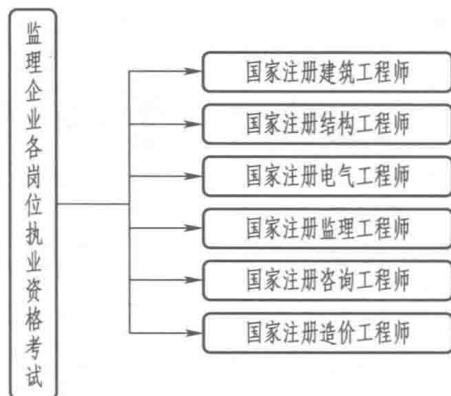 监理企业各岗位执业资格考试
国家注册建筑工程师
国家注册结构工程师
国家注册电气工程师
国家注册监理工程师
国家注册咨询工程师
国家注册造价工程师